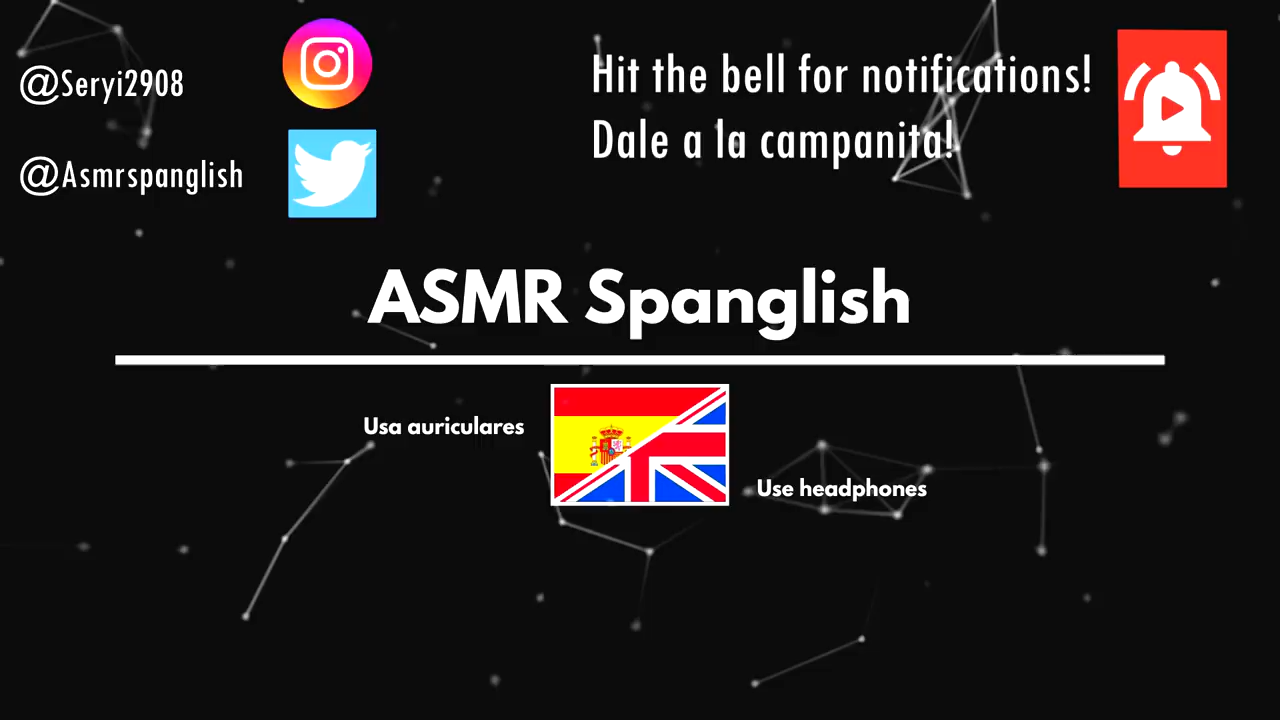 @Seryi2908
@Asmrspanglish
Hit the bell for notifications!
Dale a la campanita!
ASMR Spanglish
Usa auriculares
Use headphones